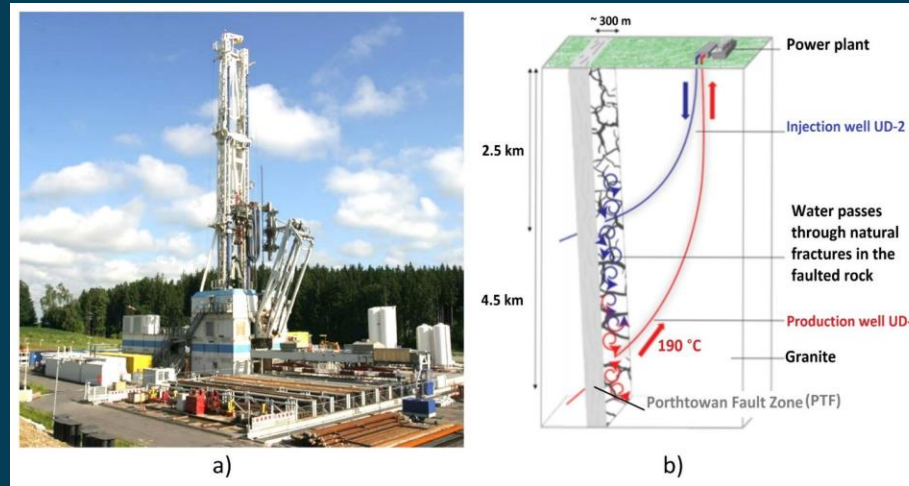 ~ 300 m
Power plant
2.5 km
Injection well UD-2
Water passes
through natural
fractures in the
faulted rock
4.5 km
Production well UD-
190 °C
Granite
Porthtowan Fault Zone (PTF)
a)
b)